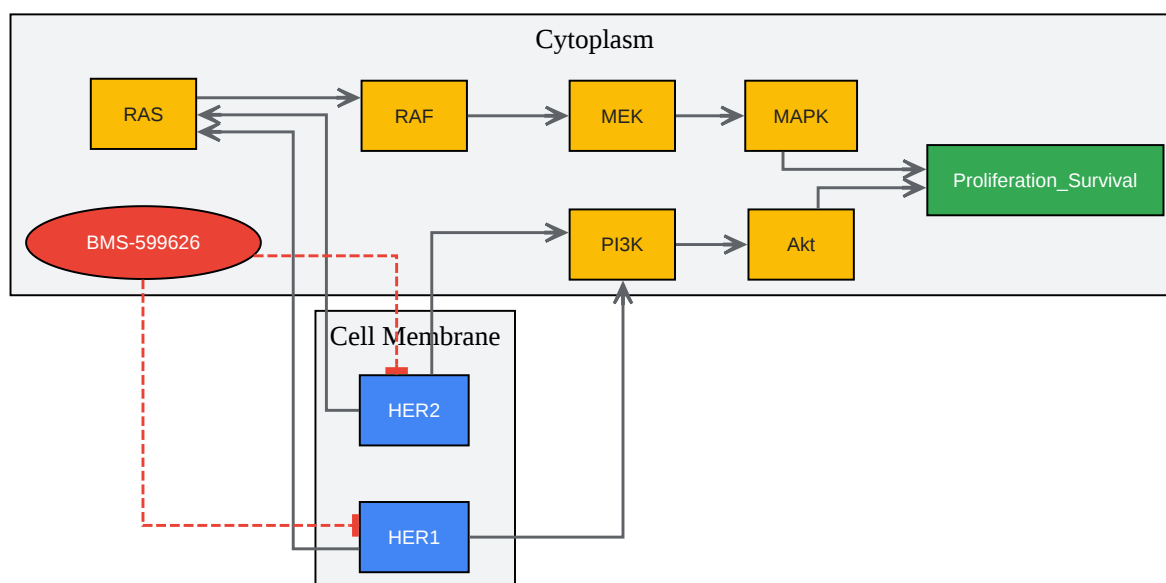 Cytoplasm
RAS
RAF
MEK
MAPK
Proliferation_Survival
BMS-599626
PI3K
Akt
Cell Membrane
HER2
HER1